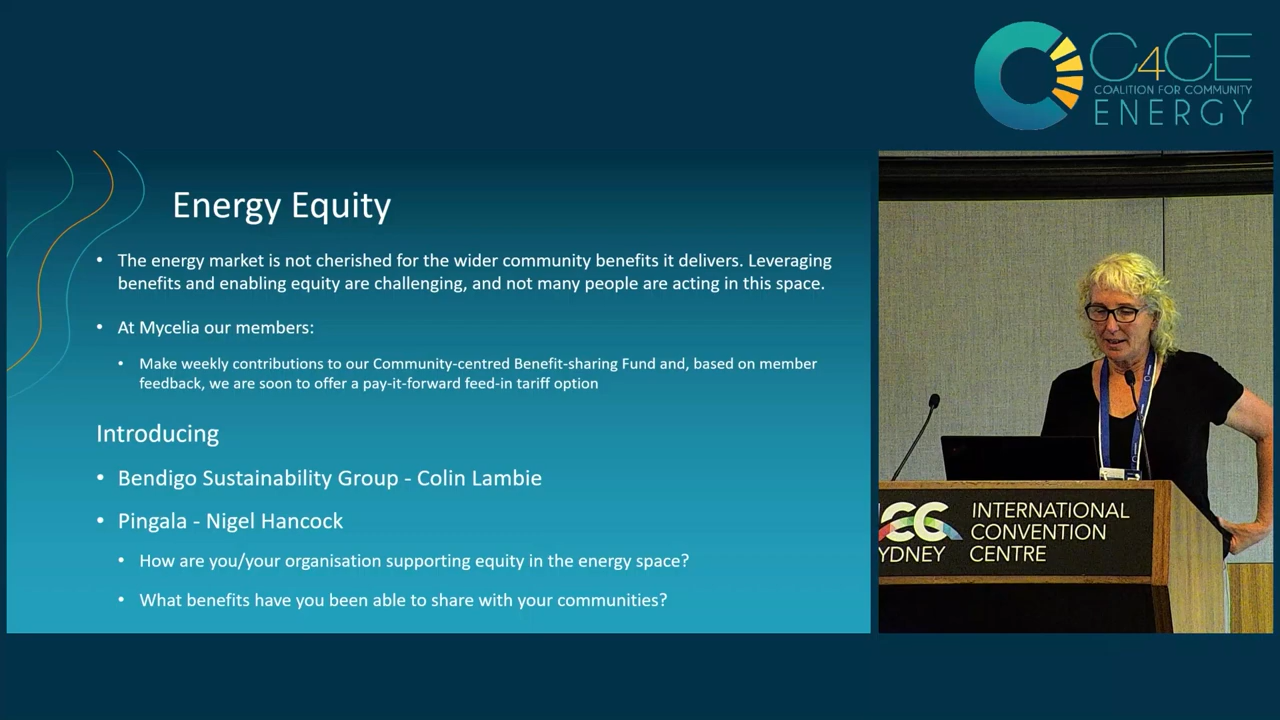 C4CE
COALITION FOR COMMUNITY
ENERGY
Energy Equity
• The energy market is not cherished for the wider community benefits it delivers. Leveraging
benefits and enabling equity are challenging, and not many people are acting in this space.
• At Mycelia our members:
• Make weekly contributions to our Community-centred Benefit-sharing Fund and, based on member
feedback, we are soon to offer a pay-it-forward feed-in tariff option
Introducing
• Bendigo Sustainability Group - Colin Lambie
• Pingala - Nigel Hancock
• How are you/your organisation supporting equity in the energy space?
• What benefits have you been able to share with your communities?
ICC
YDNEY
INTERNATIONAL
CONVENTION
CENTRE